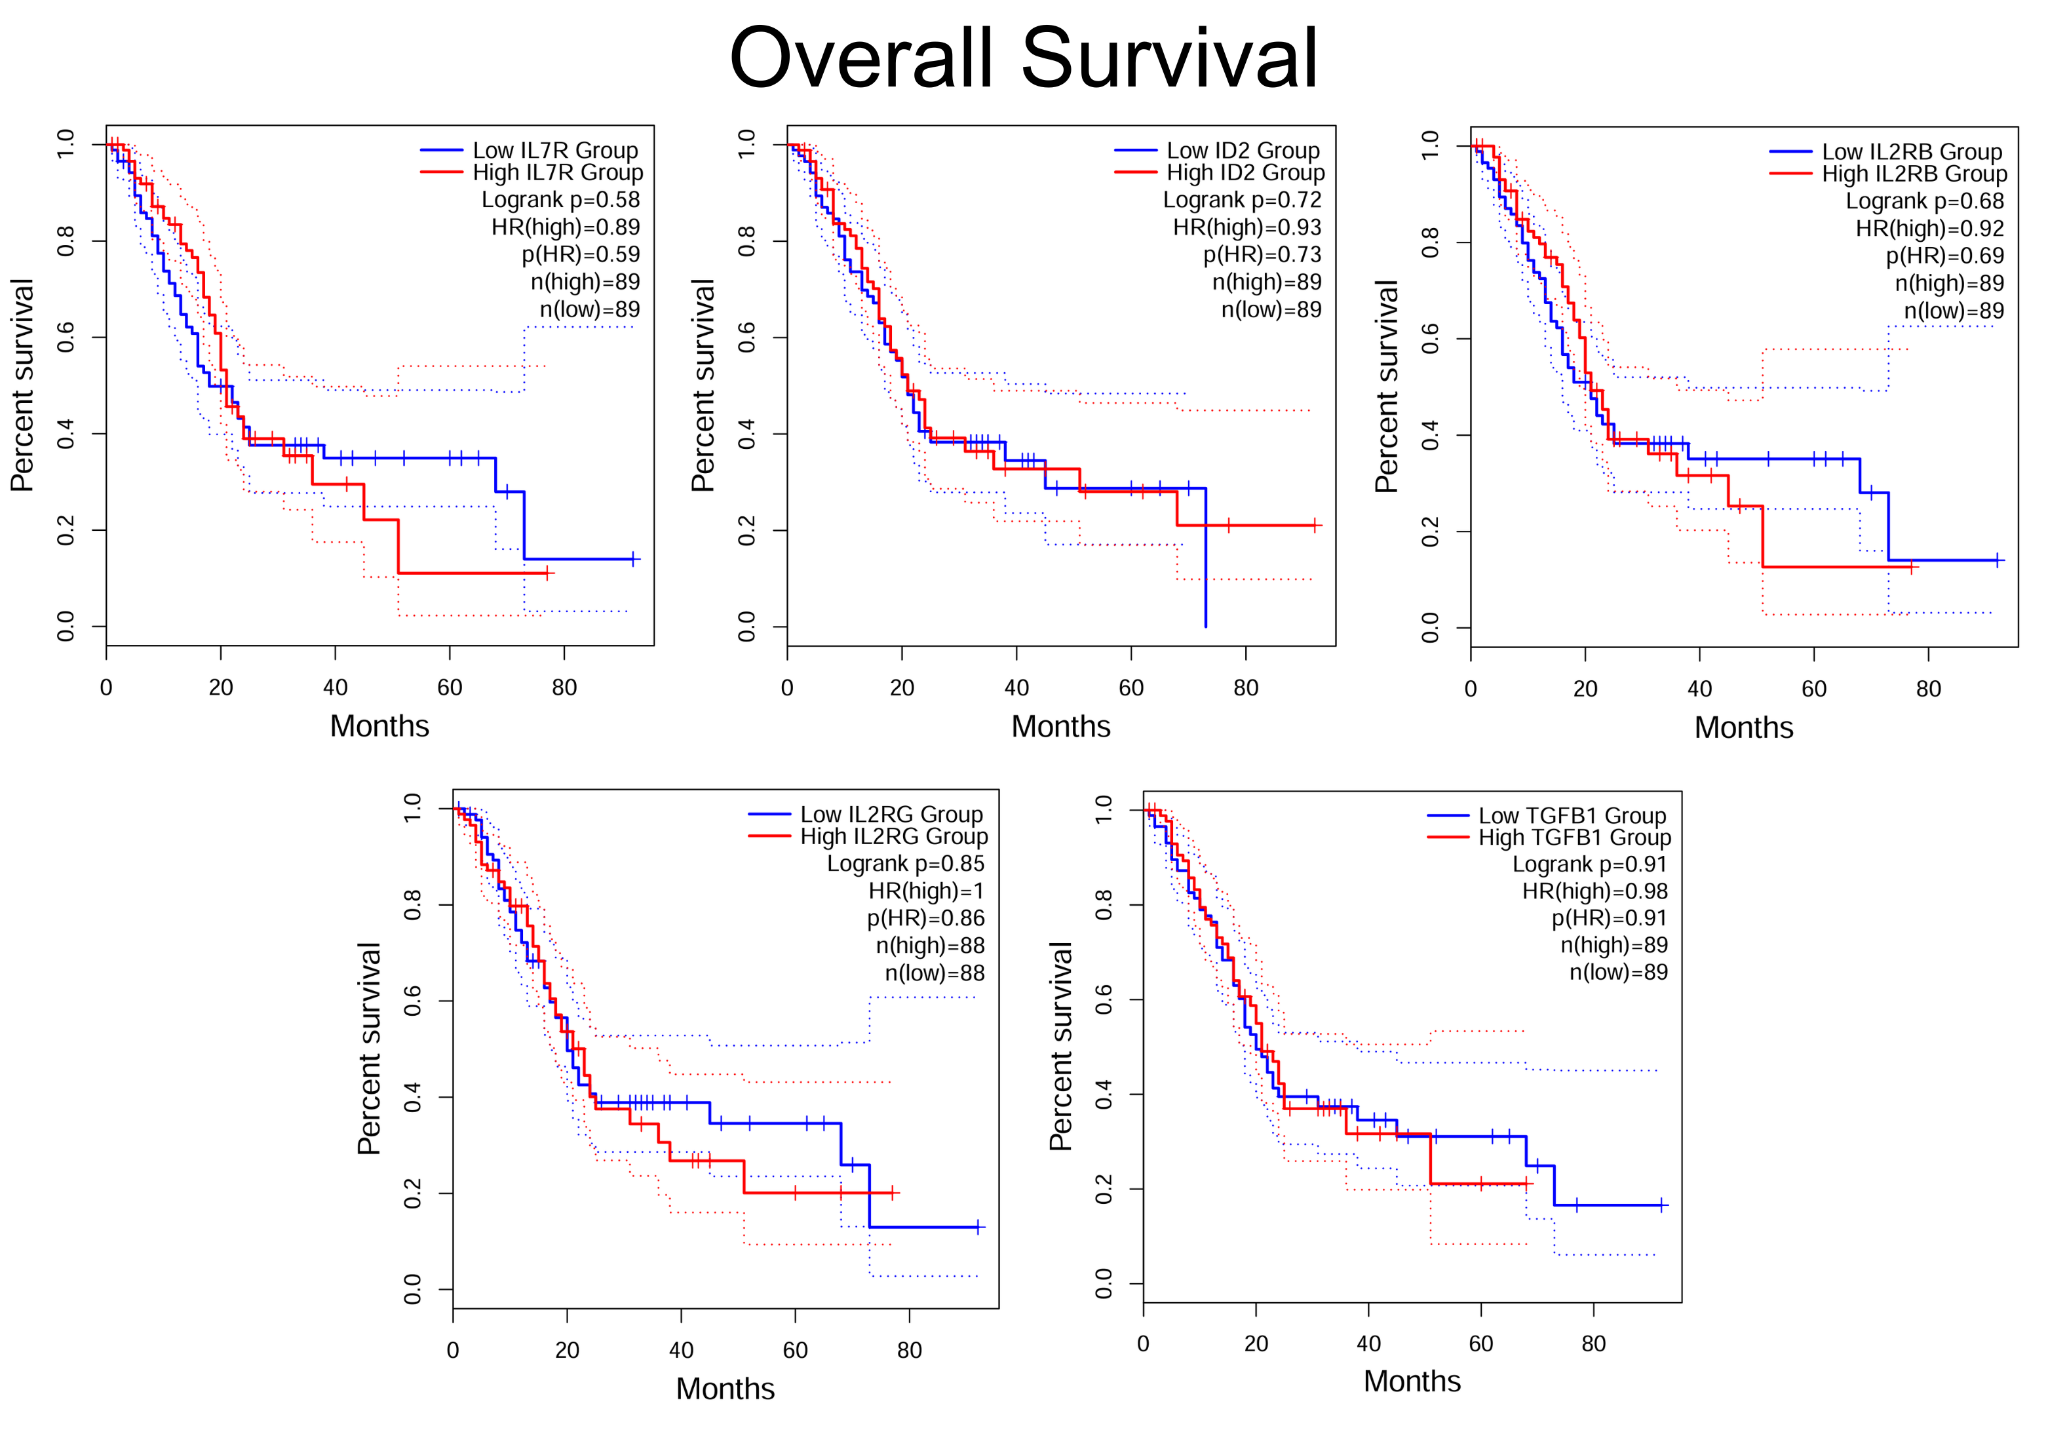 Overall Survival
Low IL7R Group
High IL7R Group
Logrank p=0.58
HR(high)=0.89
p(HR)=0.59
n(high)=89
n(low)=89
Percent survival
1.0
0.8
0.6
0.4
0.2
0.0
0 20 40 60 80
Months
Low ID2 Group
High ID2 Group
Logrank p=0.72
HR(high)=0.93
p(HR)=0.73
n(high)=89
n(low)=89
Percent survival
1.0
0.8
0.6
0.4
0.2
0.0
0 20 40 60 80
Months
Low IL2RB Group
High IL2RB Group
Logrank p=0.68
HR(high)=0.92
p(HR)=0.69
n(high)=89
n(low)=89
Percent survival
1.0
0.8
0.6
0.4
0.2
0.0
0 20 40 60 80
Months
Low IL2RG Group
High IL2RG Group
Logrank p=0.85
HR(high)=1
p(HR)=0.86
n(high)=88
n(low)=88
Percent survival
1.0
0.8
0.6
0.4
0.2
0.0
0 20 40 60 80
Months
Low TGFB1 Group
High TGFB1 Group
Logrank p=0.91
HR(high)=0.98
p(HR)=0.91
n(high)=89
n(low)=89
Percent survival
1.0
0.8
0.6
0.4
0.2
0.0
0 20 40 60 80
Months